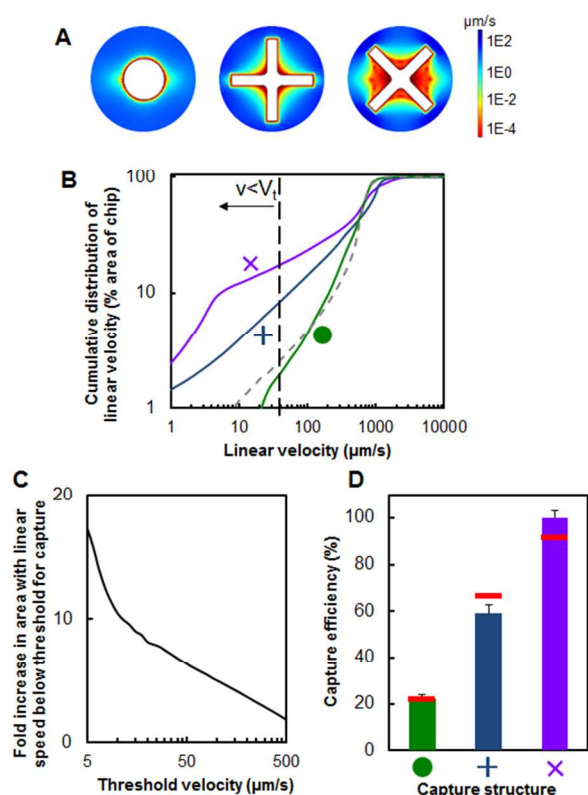 A
µm/s
1E2
1E0
1E-2
1E-4
B
Cumulative distribution of
linear velocity (% area of chip)
100
10
1
v<Vt
1
10
100
1000
10000
Linear velocity (µm/s)
C
Fold increase in area with linear
speed below threshold for capture
20
10
0
5
50
500
Threshold velocity (µm/s)
D
Capture efficiency (%)
100
80
60
40
20
0
Capture structure